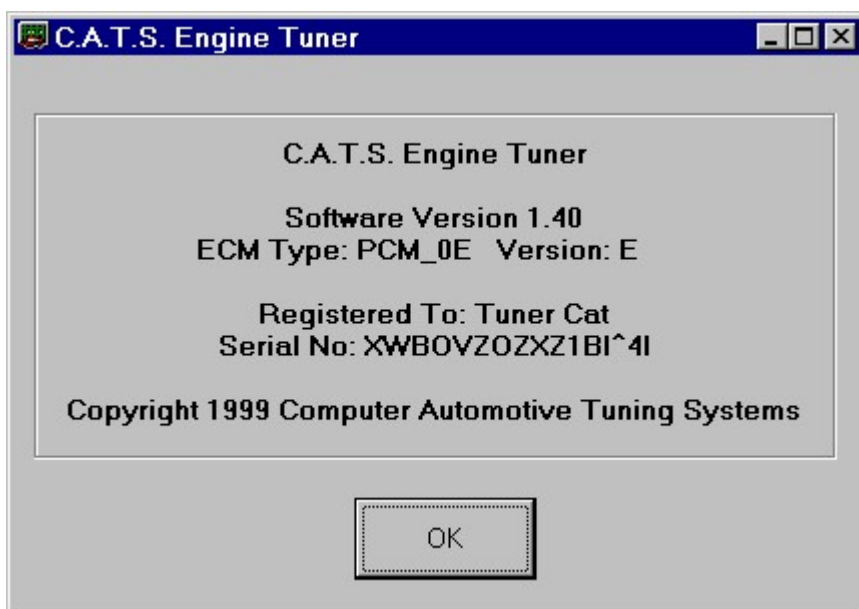 C.A.T.S. Engine Tuner
C.A.T.S. Engine Tuner
Software Version 1.40
ECM Type: PCM_0E Version: E
Registered To: Tuner Cat
Serial No: XWBOVZOZXZ1BI^4I
Copyright 1999 Computer Automotive Tuning Systems
OK